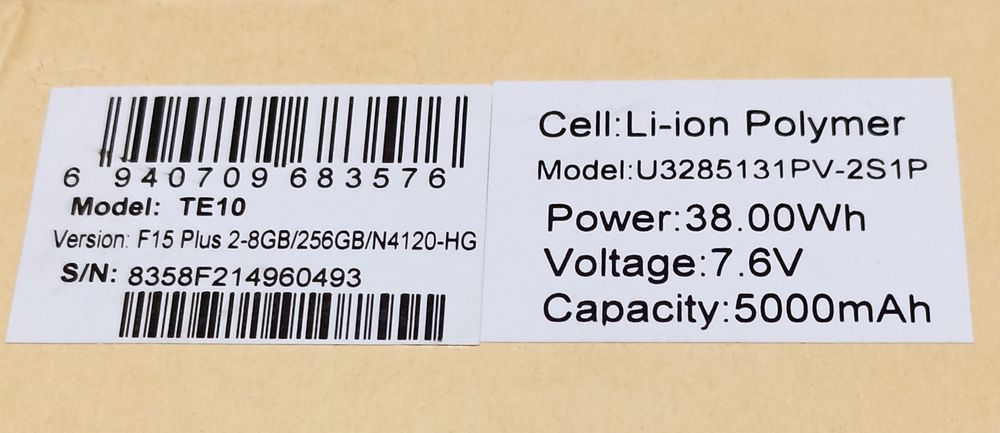 6 940709 683576
Model: TE10
Version: F15 Plus 2-8GB/256GB/N4120-HG
S/N: 8358F214960493
Cell:Li-ion Polymer
Model:U3285131PV-2S1P
Power:38.00Wh
Voltage:7.6V
Capacity:5000mAh